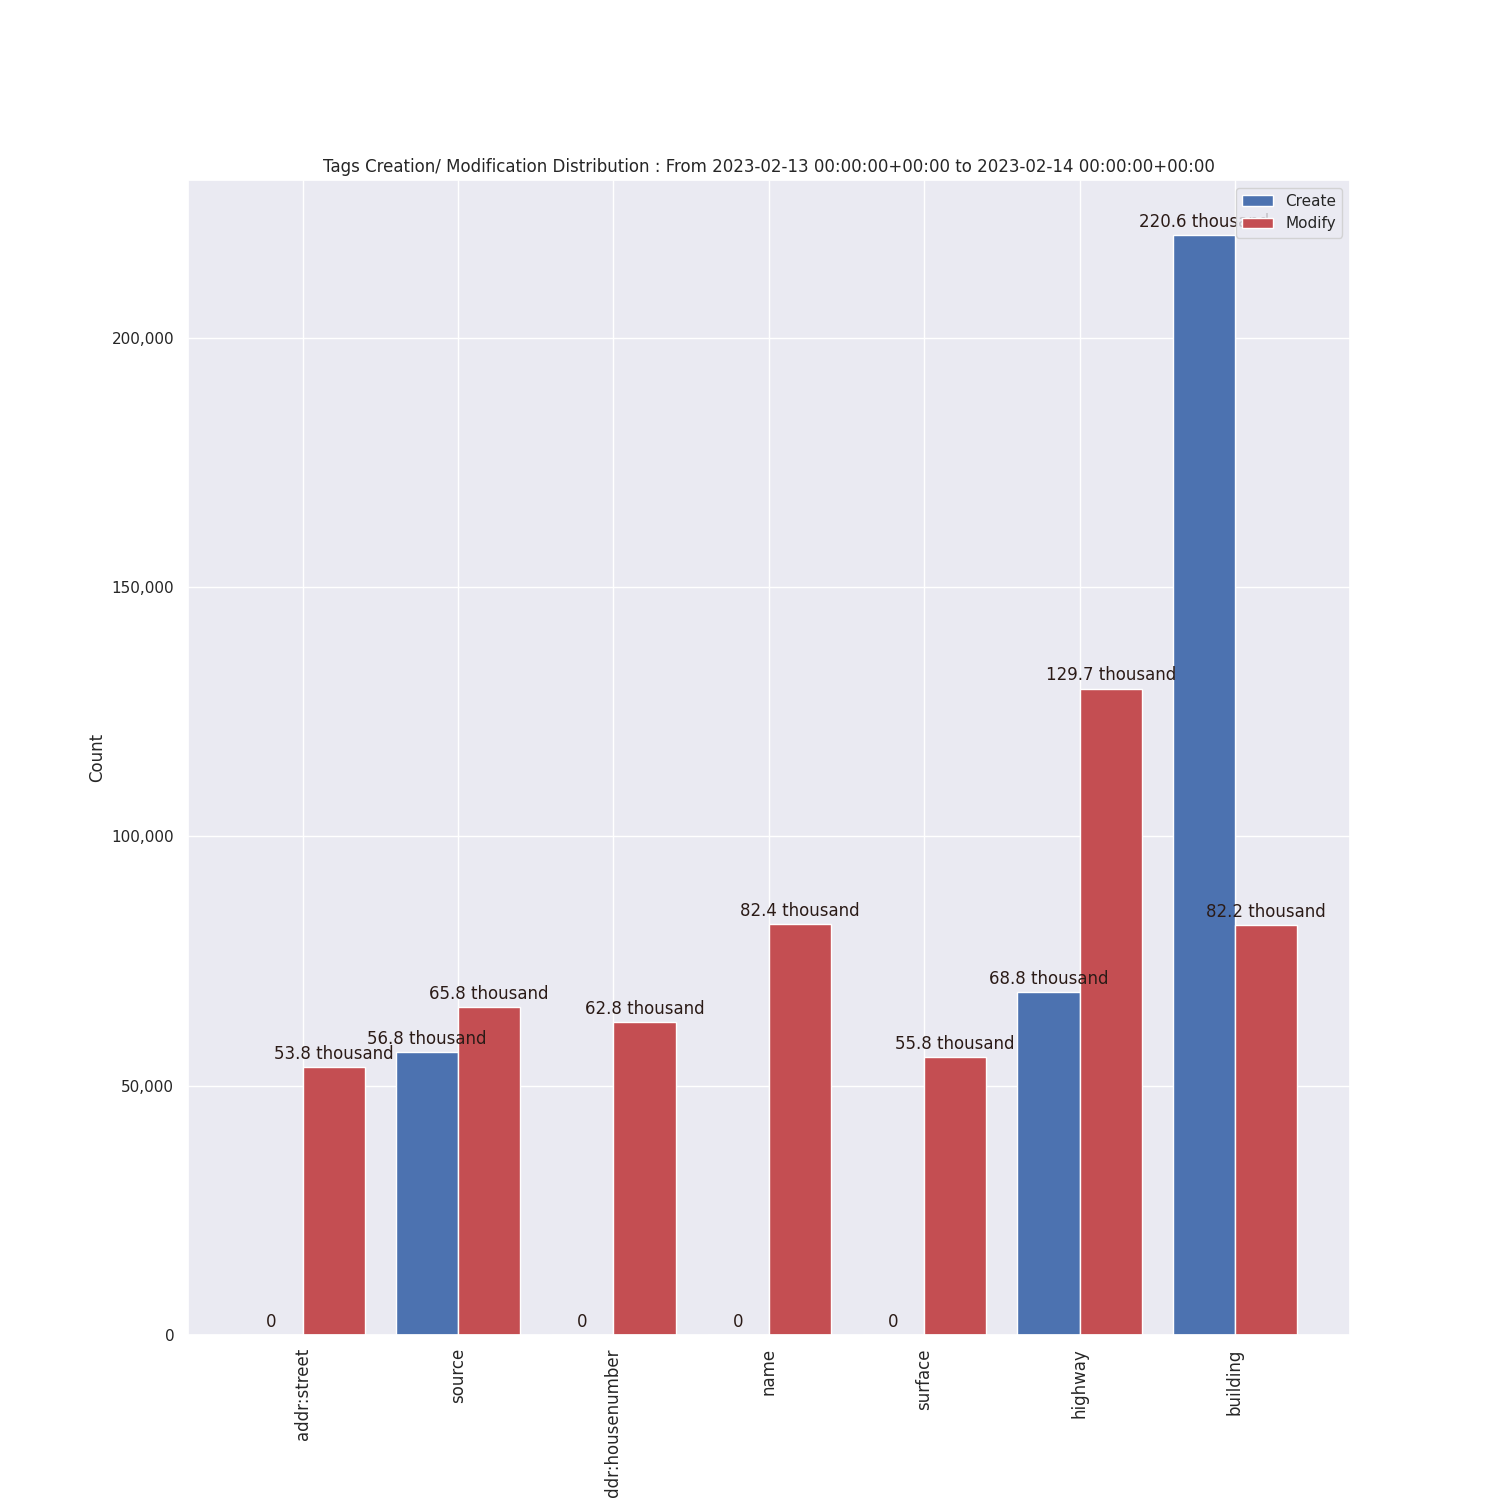 Tags Creation/ Modification Distribution : From 2023-02-13 00:00:00+00:00 to 2023-02-14 00:00:00+00:00
Create
Modify
220.6 thousand
200,000
150,000
129.7 thousand
Count
100,000
82.4 thousand
82.2 thousand
68.8 thousand
65.8 thousand
62.8 thousand
56.8 thousand
55.8 thousand
53.8 thousand
50,000
0
0
0
0
0
addr:street
source
ddr:housenumber
name
surface
highway
building